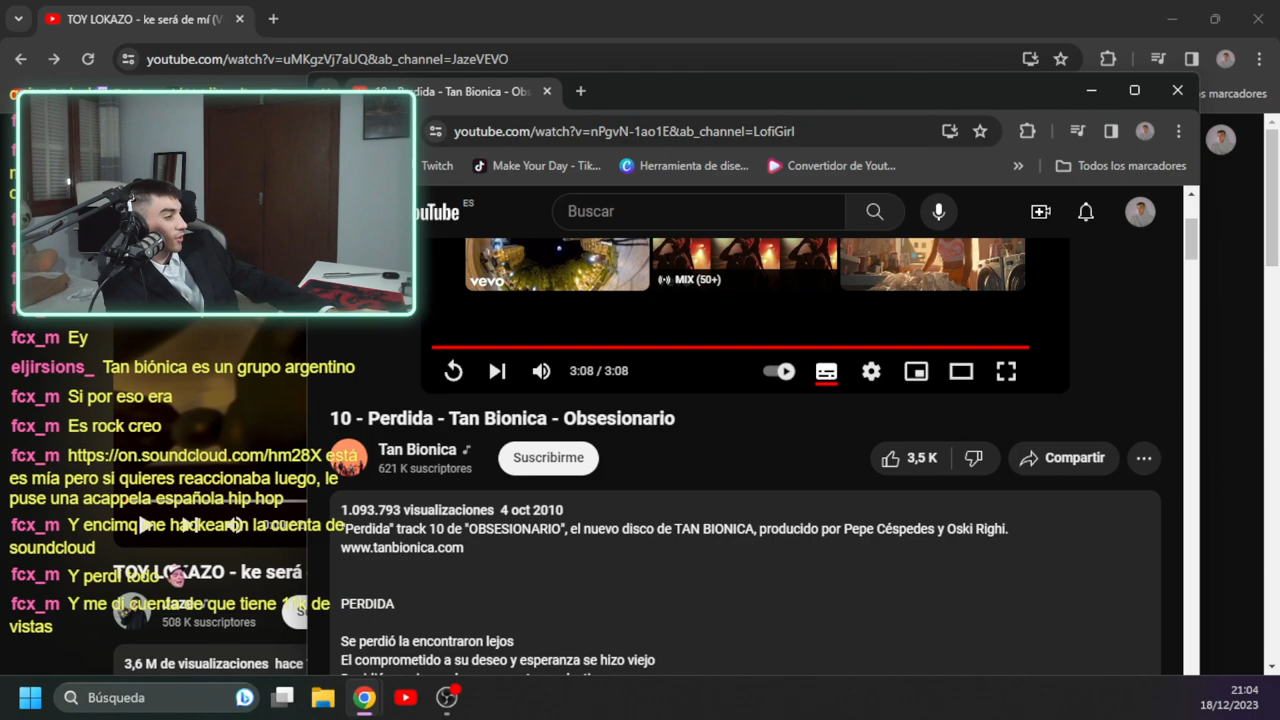 TOY LOKAZO - ke será de mí (V
youtube.com/watch?v=uMKgzVj7aUQ&ab_channel=JazeVEVO
- Perdida - Tan Bionica - Obs
s marcadores
youtube.com/watch?v=nPgvN-1ao1E&ab_channel=LofiGirl
Twitch
Make Your Day - Tik...
Herramienta de dise...
Convertidor de Yout...
Todos los marcadores
ouTube ES
Buscar
vevo
MIX (50+)
fcx_m Ey
eljirsions_ Tan biónica es un grupo argentino
fcx_m Si por eso era
fcx_m Es rock creo
fcx_m https://on.soundcloud.com/hm28X está
es mía pero si quieres reaccionaba luego, le
puse una acappela española hip hop
fcx_m Y encimq me hackearon la cuenta de
soundcloud
fcx_m Y perdí todo
fcx_m Y me di cuenta de que tiene 11k de
vistas
3:08 / 3:08
10 - Perdida - Tan Bionica - Obsesionario
Tan Bionica
621 K suscriptores
Suscribirme
3,5 K
Compartir
1.093.793 visualizaciones 4 oct 2010
"Perdida" track 10 de "OBSESIONARIO", el nuevo disco de TAN BIONICA, producido por Pepe Céspedes y Oski Righi.
www.tanbionica.com
PERDIDA
Se perdió la encontraron lejos
El comprometido a su deseo y esperanza se hizo viejo
TOY LOKAZO - ke será
Jaze
508 K suscriptores
3,6 M de visualizaciones hace
Búsqueda
21:04
18/12/2023